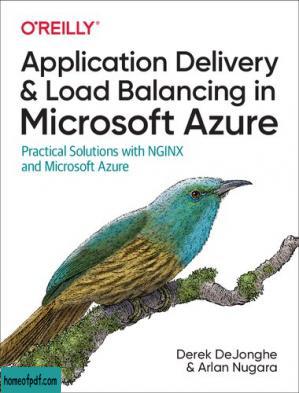 O'REILLY®
Application Delivery
& Load Balancing in
Microsoft Azure
Practical Solutions with NGINX
and Microsoft Azure
Derek DeJonghe
& Arlan Nugara
homeofpdf.com